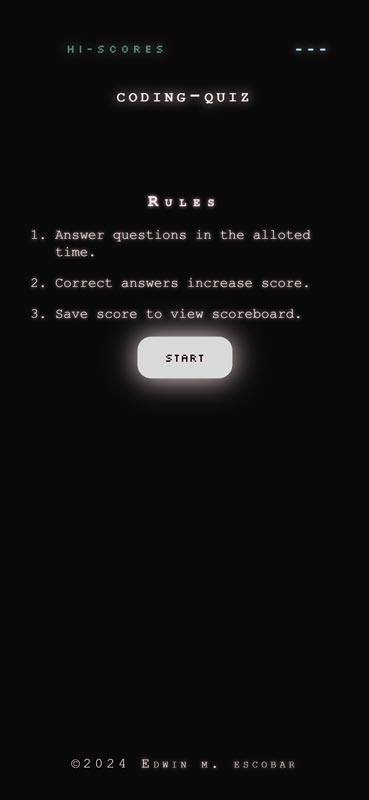 HI-SCORES ---
CODING-QUIZ
RULES
1. Answer questions in the alloted
time.
2. Correct answers increase score.
3. Save score to view scoreboard.
START
©2024 EDWIN M. ESCOBAR